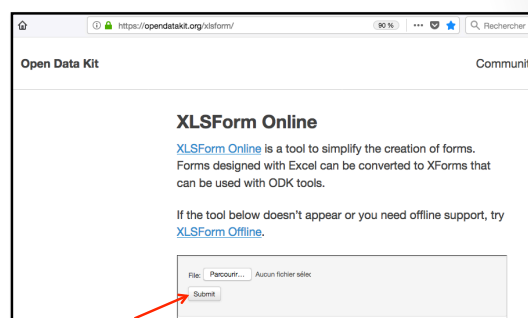 https://opendatakit.org/xlsform/ 90 % ... Rechercher
Open Data Kit Communit
XLSForm Online
XLSForm Online is a tool to simplify the creation of forms.
Forms designed with Excel can be converted to XForms that
can be used with ODK tools.
If the tool below doesn't appear or you need offline support, try
XLSForm Offline.
File: Parcourir... Aucun fichier sélec
Submit